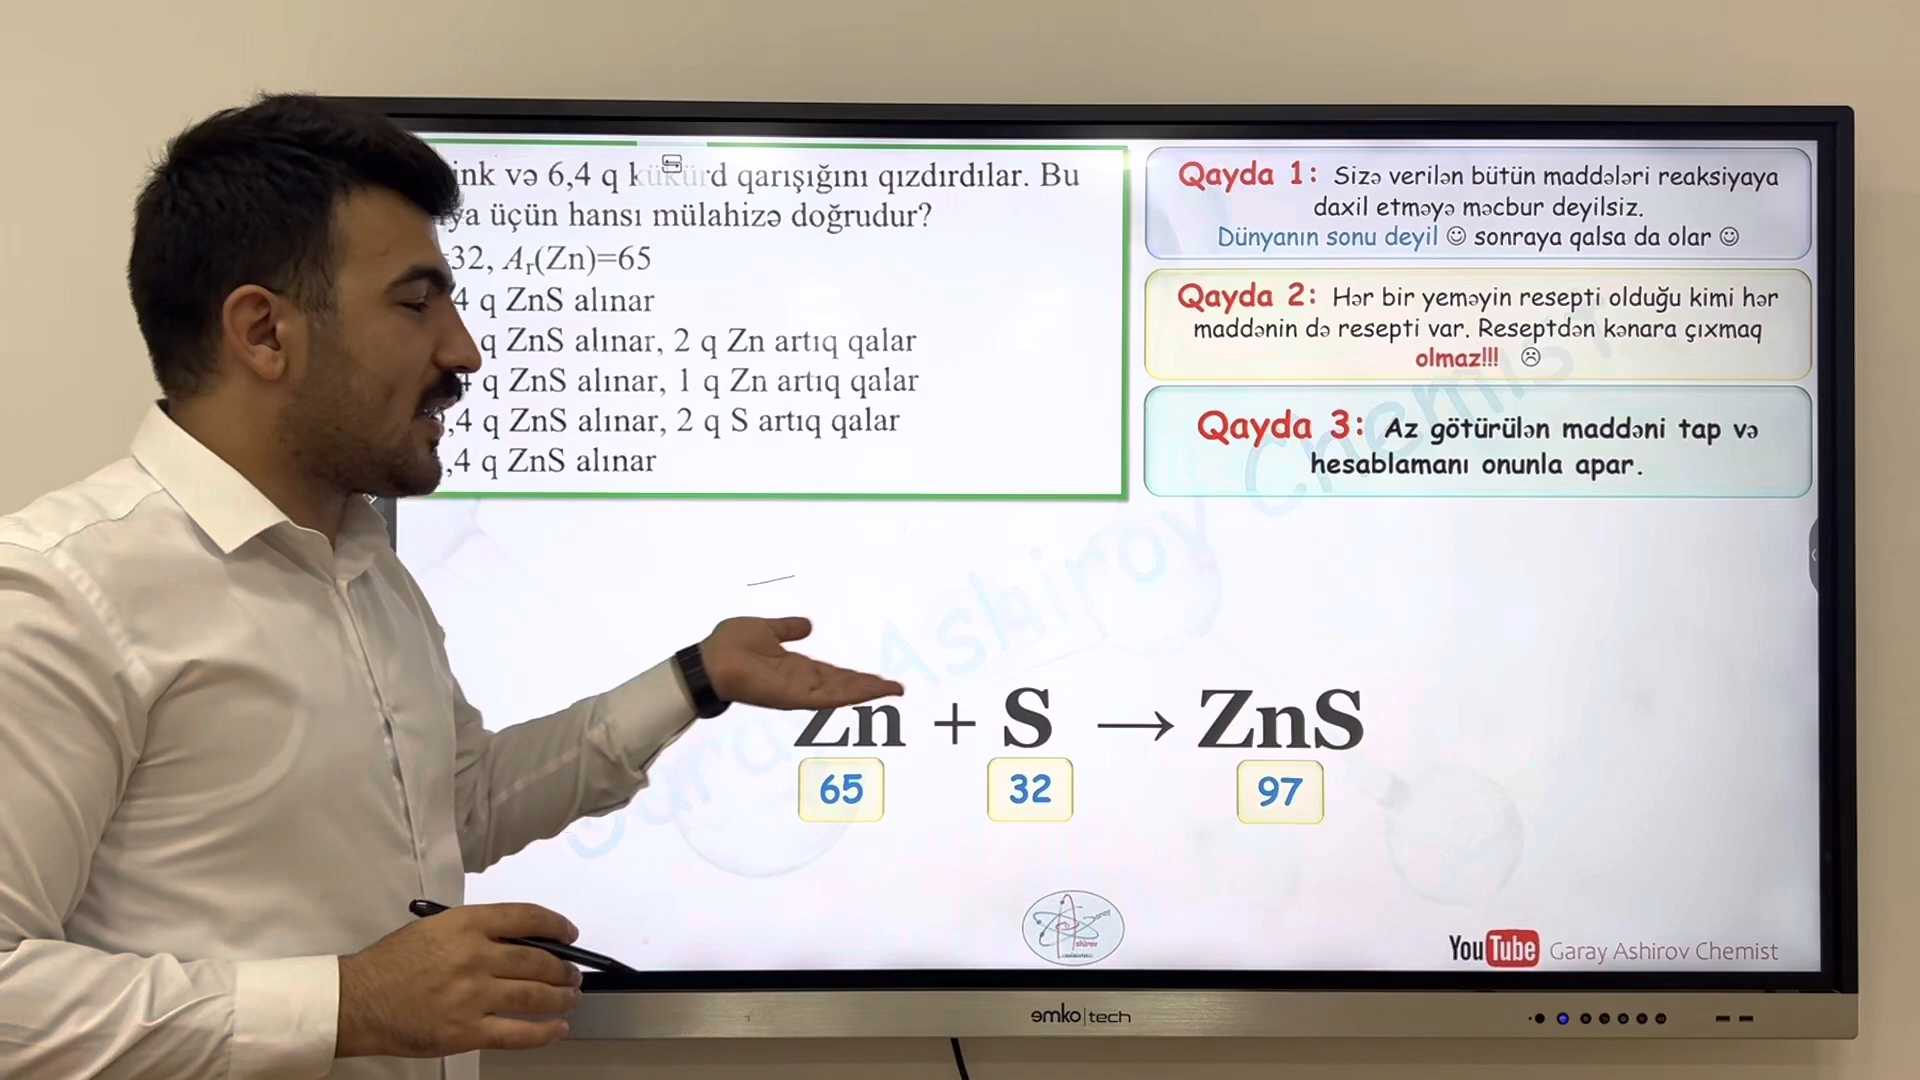 ink və 6,4 q kükürd qarışığını qızdırdılar. Bu
ya üçün hansı mülahizə doğrudur?
32, Ar(Zn)=65
4 q ZnS alınar
q ZnS alınar, 2 q Zn artıq qalar
q ZnS alınar, 1 q Zn artıq qalar
,4 q ZnS alınar, 2 q S artıq qalar
,4 q ZnS alınar
Qayda 1: Sizə verilən bütün maddələri reaksiyaya
daxil etməyə məcbur deyilsiz.
Dünyanın sonu deyil ☺ sonraya qalsa da olar ☺
Qayda 2: Hər bir yeməyin resepti olduğu kimi hər
maddənin də resepti var. Reseptdən kənara çıxmaq
olmaz!!! ☹
Qayda 3: Az götürülən maddəni tap və
hesablamanı onunla apar.
Garay Ashirov Chemist
Zn + S → ZnS
65 32 97
YouTube Garay Ashirov Chemist
emko|tech